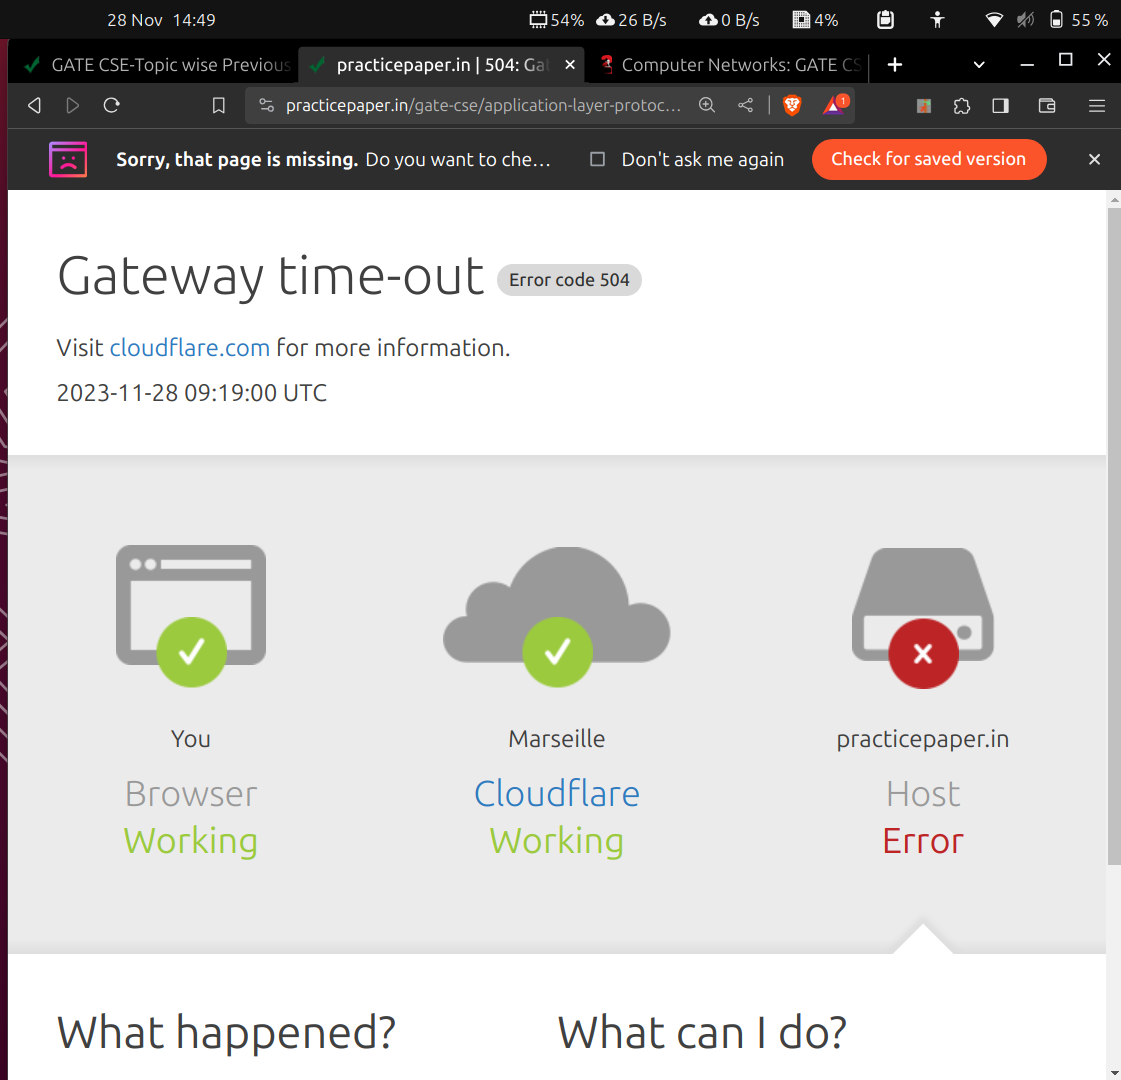 28 Nov 14:49 54% 26 B/s 0 B/s 4% 55 %
GATE CSE-Topic wise Previous practicepaper.in | 504: Gat Computer Networks: GATE CS
practicepaper.in/gate-cse/application-layer-protoc... 1
Sorry, that page is missing. Do you want to che... Don't ask me again Check for saved version
Gateway time-out Error code 504
Visit cloudflare.com for more information.
2023-11-28 09:19:00 UTC
You Marseille practicepaper.in
Browser Cloudflare Host
Working Working Error
What happened? What can I do?